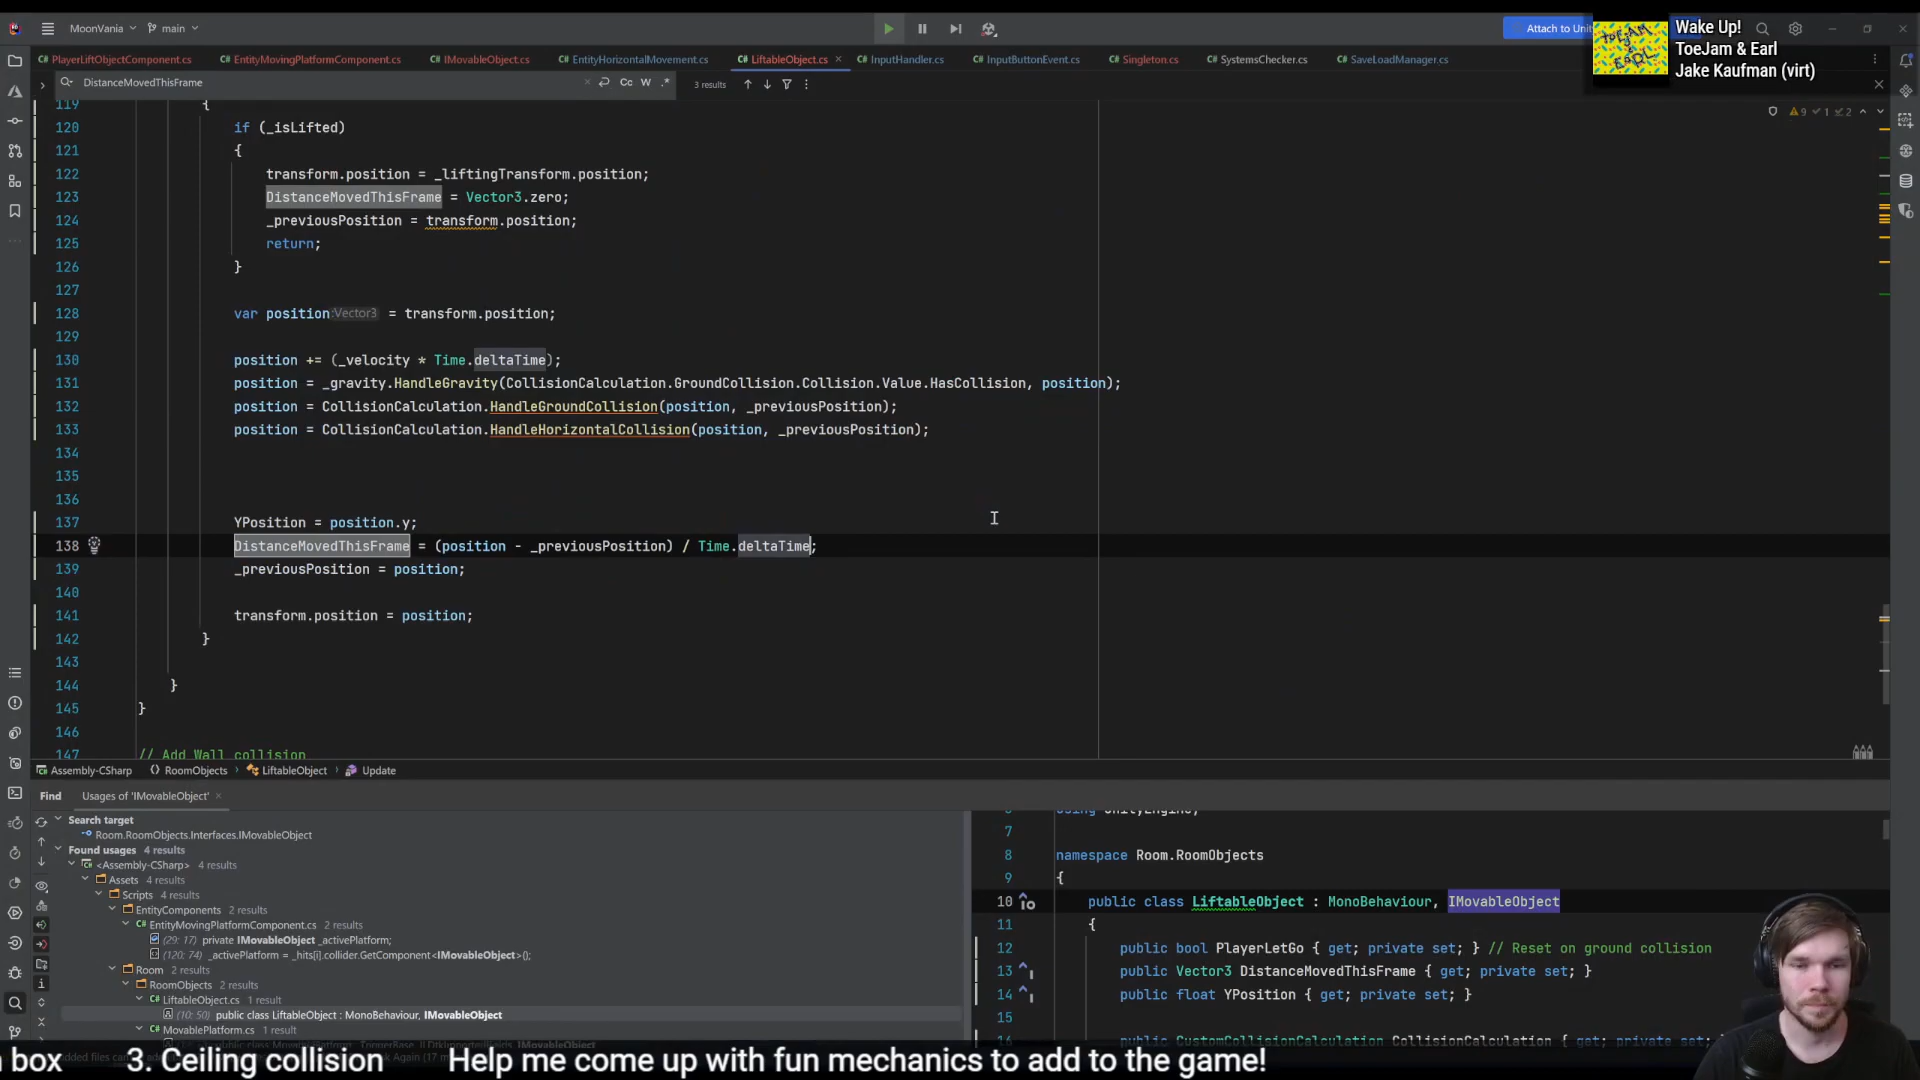 MoonVania main Attach to Unit
Wake Up!
ToeJam & Earl
Jake Kaufman (virt)
PlayerLiftObjectComponent.cs EntityMovingPlatformComponent.cs IMovableObject.cs EntityHorizontalMovement.cs LiftableObject.cs InputHandler.cs InputButtonEvent.cs Singleton.cs SystemsChecker.cs SaveLoadManager.cs
DistanceMovedThisFrame Cc W .* 3 results
9 1 2
119 {
120 if (_isLifted)
121 {
122 transform.position = _liftingTransform.position;
123 DistanceMovedThisFrame = Vector3.zero;
124 _previousPosition = transform.position;
125 return;
126 }
127
128 var position :Vector3 = transform.position;
129
130 position += (_velocity * Time.deltaTime);
131 position = _gravity.HandleGravity(CollisionCalculation.GroundCollision.Collision.Value.HasCollision, position);
132 position = CollisionCalculation.HandleGroundCollision(position, _previousPosition);
133 position = CollisionCalculation.HandleHorizontalCollision(position, _previousPosition);
134
135
136
137 YPosition = position.y;
138 DistanceMovedThisFrame = (position - _previousPosition) / Time.deltaTime;
139 _previousPosition = position;
140
141 transform.position = position;
142 }
143
144 }
145 }
146
147 // Add Wall collision
Assembly-CSharp RoomObjects LiftableObject Update
Find Usages of 'IMovableObject'
Search target
Room.RoomObjects.Interfaces.IMovableObject
Found usages 4 results
<Assembly-CSharp> 4 results
Assets 4 results
Scripts 4 results
EntityComponents 2 results
EntityMovingPlatformComponent.cs 2 results
(29: 17) private IMovableObject _activePlatform;
(120: 74) _activePlatform = _hits[i].collider.GetComponent<IMovableObject>();
Room 2 results
RoomObjects 2 results
LiftableObject.cs 1 result
(10: 50) public class LiftableObject : MonoBehaviour, IMovableObject
MovablePlatform.cs 1 result
7
8 namespace Room.RoomObjects
9 {
10 public class LiftableObject : MonoBehaviour, IMovableObject
11 {
12 public bool PlayerLetGo { get; private set; } // Reset on ground collision
13 public Vector3 DistanceMovedThisFrame { get; private set; }
14 public float YPosition { get; private set; }
15
16 public CustomCollisionCalculation CollisionCalculation { get; private set;
n box 3. Ceiling collision Help me come up with fun mechanics to add to the game!